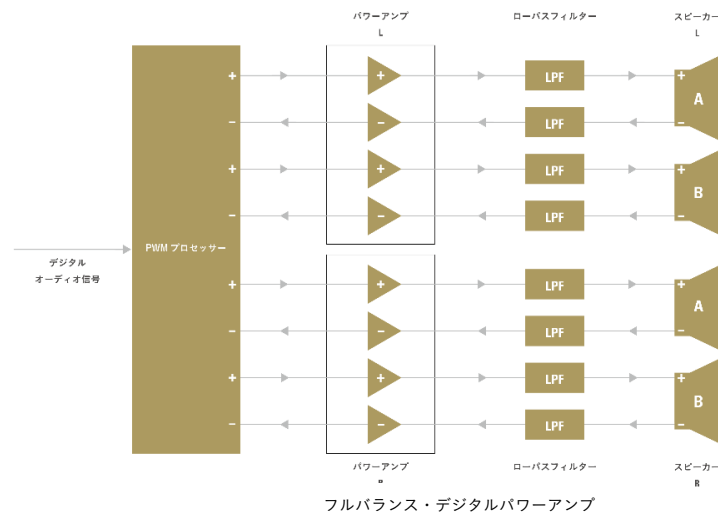 パワーアンプ ローパスフィルター スピーカー
L L
+ + LPF +
A
− − LPF −
+ + LPF +
B
− − LPF −
PWM プロセッサー
デジタル
オーディオ信号
+ + LPF +
A
− − LPF −
+ + LPF +
B
− − LPF −
パワーアンプ ローパスフィルター スピーカー
R R
フルバランス・デジタルパワーアンプ